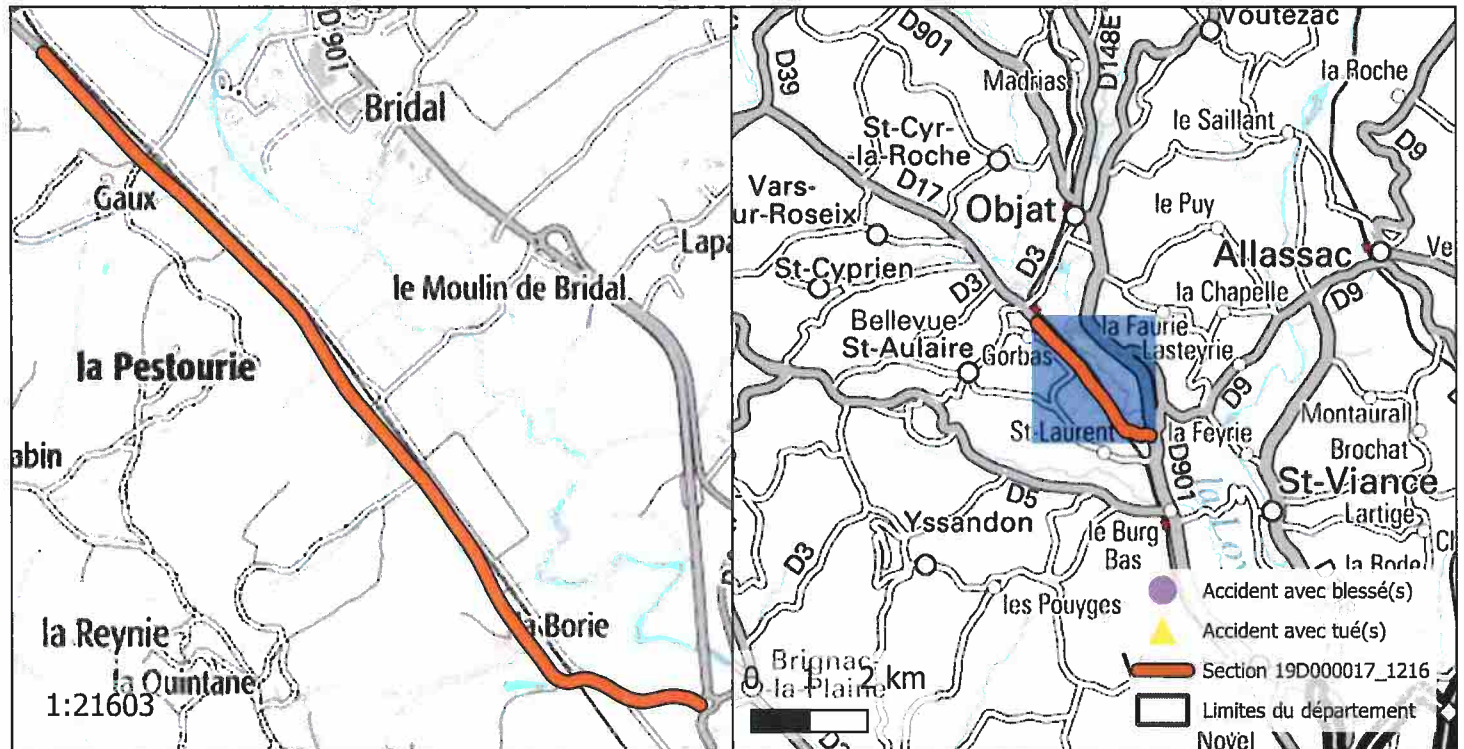 D901
Bridal
Gaux
Lapa
le Moulin de Bridal
la Pestourie
abin
la Borie
la Reynie
la Quintane
1:21603
Voutezac
D901
D148E
D39
Madrias
la Roche
le Saillant
St-Cyr-
-la-Roche
D9
D17
Vars-
ur-Roseix
Objat
le Puy
Allassac
Ve
St-Cyprien
D3
D3
la Chapelle
D9
Bellevue
St-Aulaire
Gorbas
la Faurie
Lasteyrie
D9
Montaural
St-Laurent
la Feyrie
Brochat
D901
D5
St-Viance
Lartige
Yssandon
le Burg
Bas
la Rode
D3
les Pouyges
Accident avec blessé(s)
Accident avec tué(s)
Brignac-
-la-Plaine
0 1 2 km
Section 19D000017_1216
Limites du département
Novel